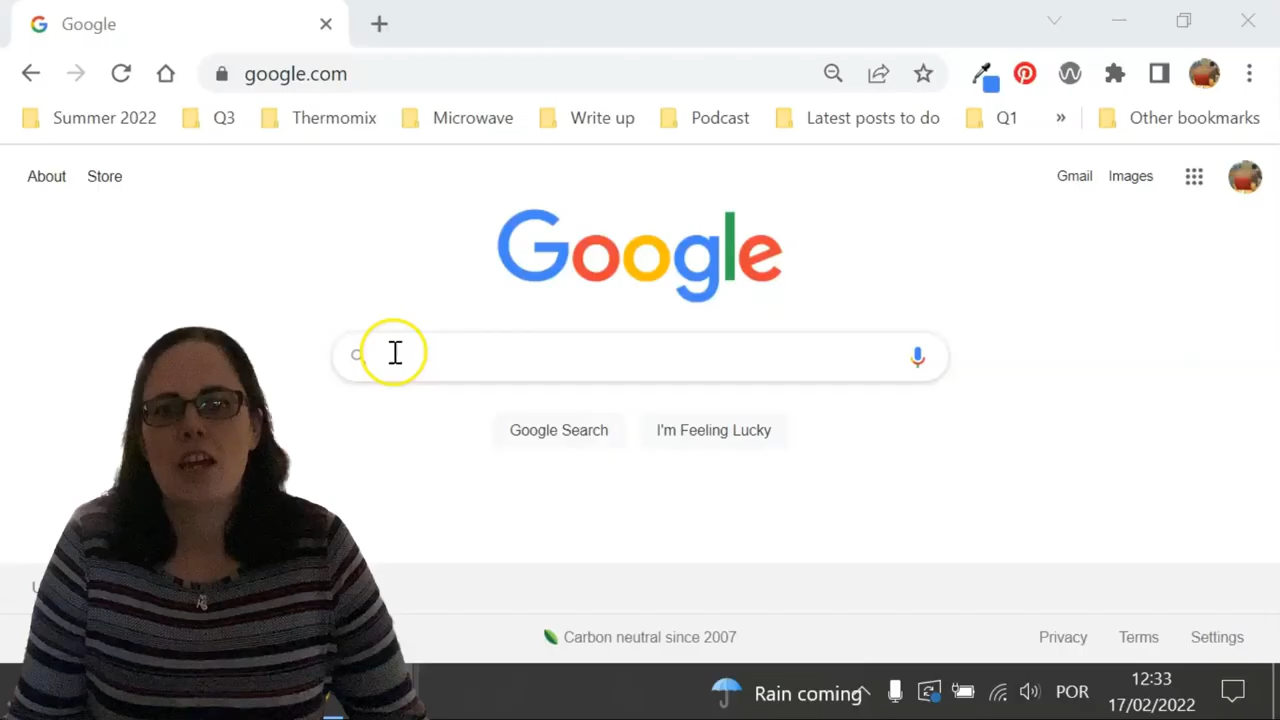 Google
google.com
Summer 2022 Q3 Thermomix Microwave Write up Podcast Latest posts to do Q1 » Other bookmarks
About Store Gmail Images
Google
Google Search I'm Feeling Lucky
Carbon neutral since 2007 Privacy Terms Settings
Rain coming POR 12:33
17/02/2022